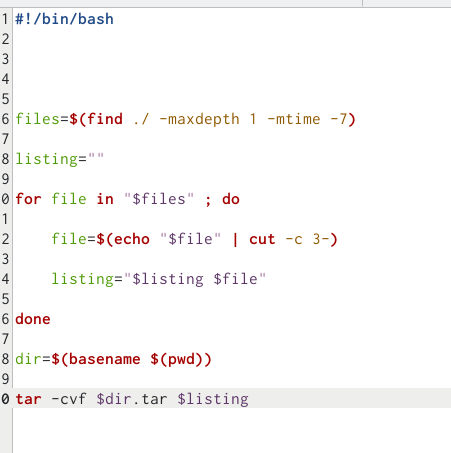 1 #!/bin/bash
2
3
4
5
6 files=$(find ./ -maxdepth 1 -mtime -7)
7
8 listing=""
9
0 for file in "$files" ; do
1
2     file=$(echo "$file" | cut -c 3-)
3
4     listing="$listing $file"
5
6 done
7
8 dir=$(basename $(pwd))
9
0 tar -cvf $dir.tar $listing